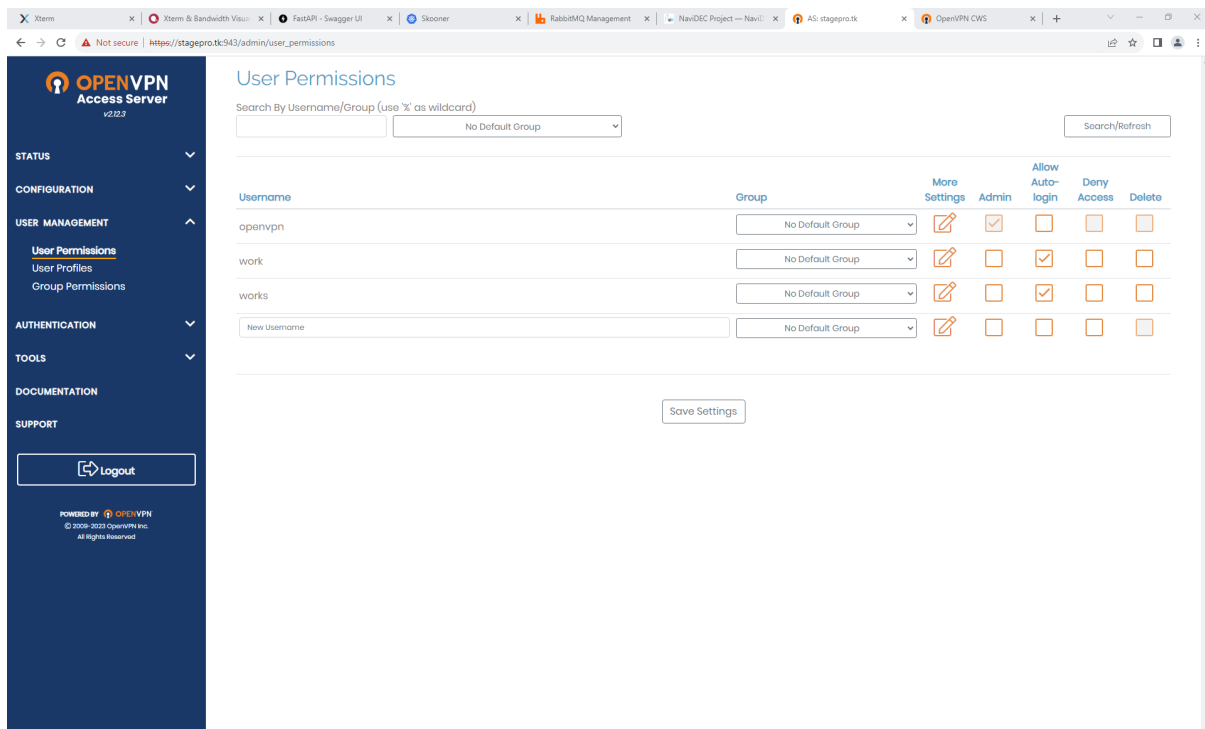 Xterm
Xterm & Bandwidth Visua
FastAPI - Swagger UI
Skooner
RabbitMQ Management
NaviDEC Project — NaviD
AS: stagepro.tk
OpenVPN CWS
Not secure | https://stagepro.tk:943/admin/user_permissions
OPENVPN
Access Server
v2.12.3
STATUS
CONFIGURATION
USER MANAGEMENT
User Permissions
User Profiles
Group Permissions
AUTHENTICATION
TOOLS
DOCUMENTATION
SUPPORT
Logout
POWERED BY OPENVPN
© 2009-2023 OpenVPN Inc.
All Rights Reserved
User Permissions
Search By Username/Group (use '%' as wildcard)
No Default Group
Search/Refresh
Username Group More Settings Admin Allow Auto-login Deny Access Delete
openvpn No Default Group
work No Default Group
works No Default Group
New Username No Default Group
Save Settings